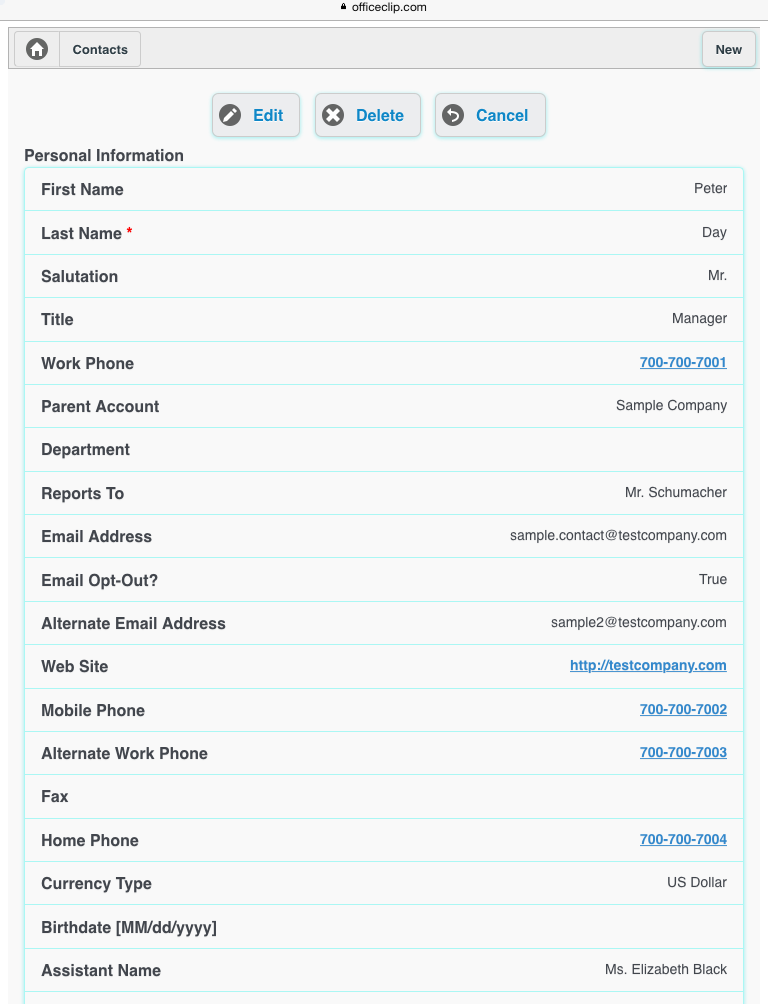 officeclip.com
Contacts New
Edit Delete Cancel
Personal Information
First Name Peter
Last Name * Day
Salutation Mr.
Title Manager
Work Phone 700-700-7001
Parent Account Sample Company
Department
Reports To Mr. Schumacher
Email Address sample.contact@testcompany.com
Email Opt-Out? True
Alternate Email Address sample2@testcompany.com
Web Site http://testcompany.com
Mobile Phone 700-700-7002
Alternate Work Phone 700-700-7003
Fax
Home Phone 700-700-7004
Currency Type US Dollar
Birthdate [MM/dd/yyyy]
Assistant Name Ms. Elizabeth Black